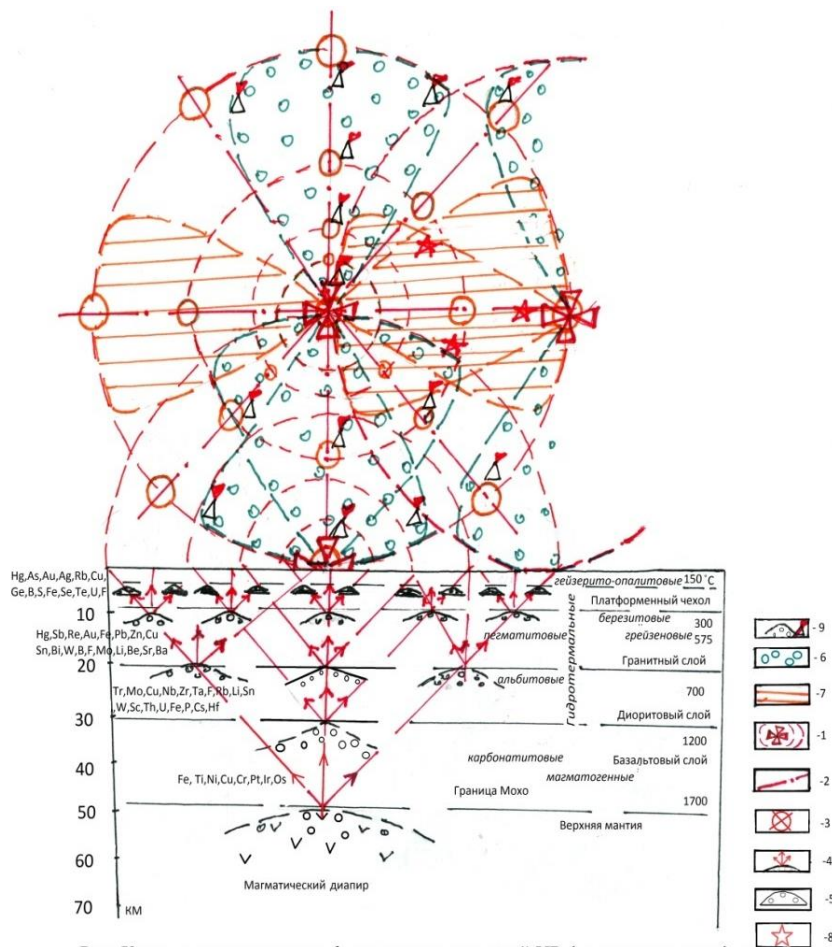 Hg,As,Au,Ag,Rb,Cu,
Ge,B,S,Fe,Se,Te,U,F
гейзерито-опалитовые 150 °C
Платформенный чехол
10
березитовые 300
Hg,Sb,Re,Au,Fe,Pb,Zn,Cu
Sn,Bi,W,B,F,Mo,Li,Be,Sr,Ba
пегматитовые грейзеновые 575
Гидротермальные
20
Гранитный слой
альбитовые
Tr,Mo,Cu,Nb,Zr,Ta,F,Rb,Li,Sn
,W,Sc,Th,U,Fe,P,Cs,Hf
700
30
Диоритовый слой
1200
40
карбонатитовые Базальтовый слой
Fe, Ti,Ni,Cu,Cr,Pt,Ir,Os
магматогенные
Граница Мохо
50
1700
Верхняя мантия
60
Магматический диапир
70
КМ
-9
-6
-7
-1
-2
-3
-4
-5
-8